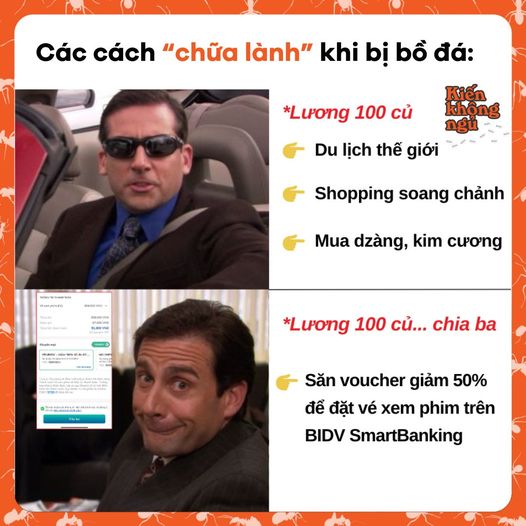 Các cách “chữa lành” khi bị bồ đá:
Kiến
không
ngủ
*Lương 100 củ
Du lịch thế giới
Shopping soang chảnh
Mua dzàng, kim cương
*Lương 100 củ... chia ba
Săn voucher giảm 50%
để đặt vé xem phim trên
BIDV SmartBanking